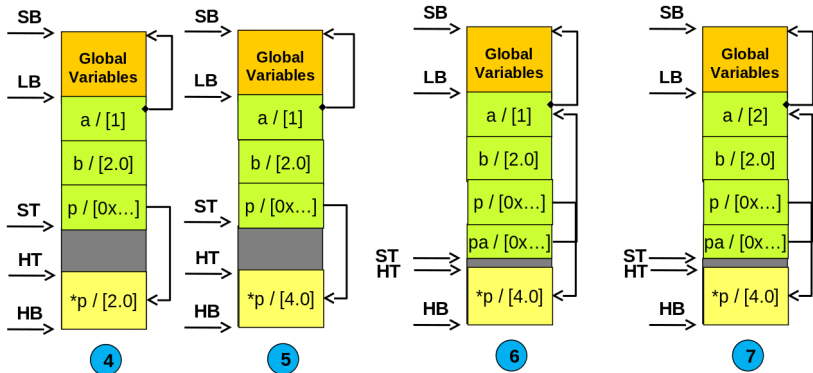 SB
Global
Variables
LB
a / [1]
b / [2.0]
p / [0x...]
ST
HT
*p / [2.0]
HB
4
SB
Global
Variables
LB
a / [1]
b / [2.0]
p / [0x...]
ST
HT
*p / [4.0]
HB
5
SB
Global
Variables
LB
a / [1]
b / [2.0]
p / [0x...]
pa / [0x...]
ST
HT
*p / [4.0]
HB
6
SB
Global
Variables
LB
a / [2]
b / [2.0]
p / [0x...]
pa / [0x...]
ST
HT
*p / [4.0]
HB
7